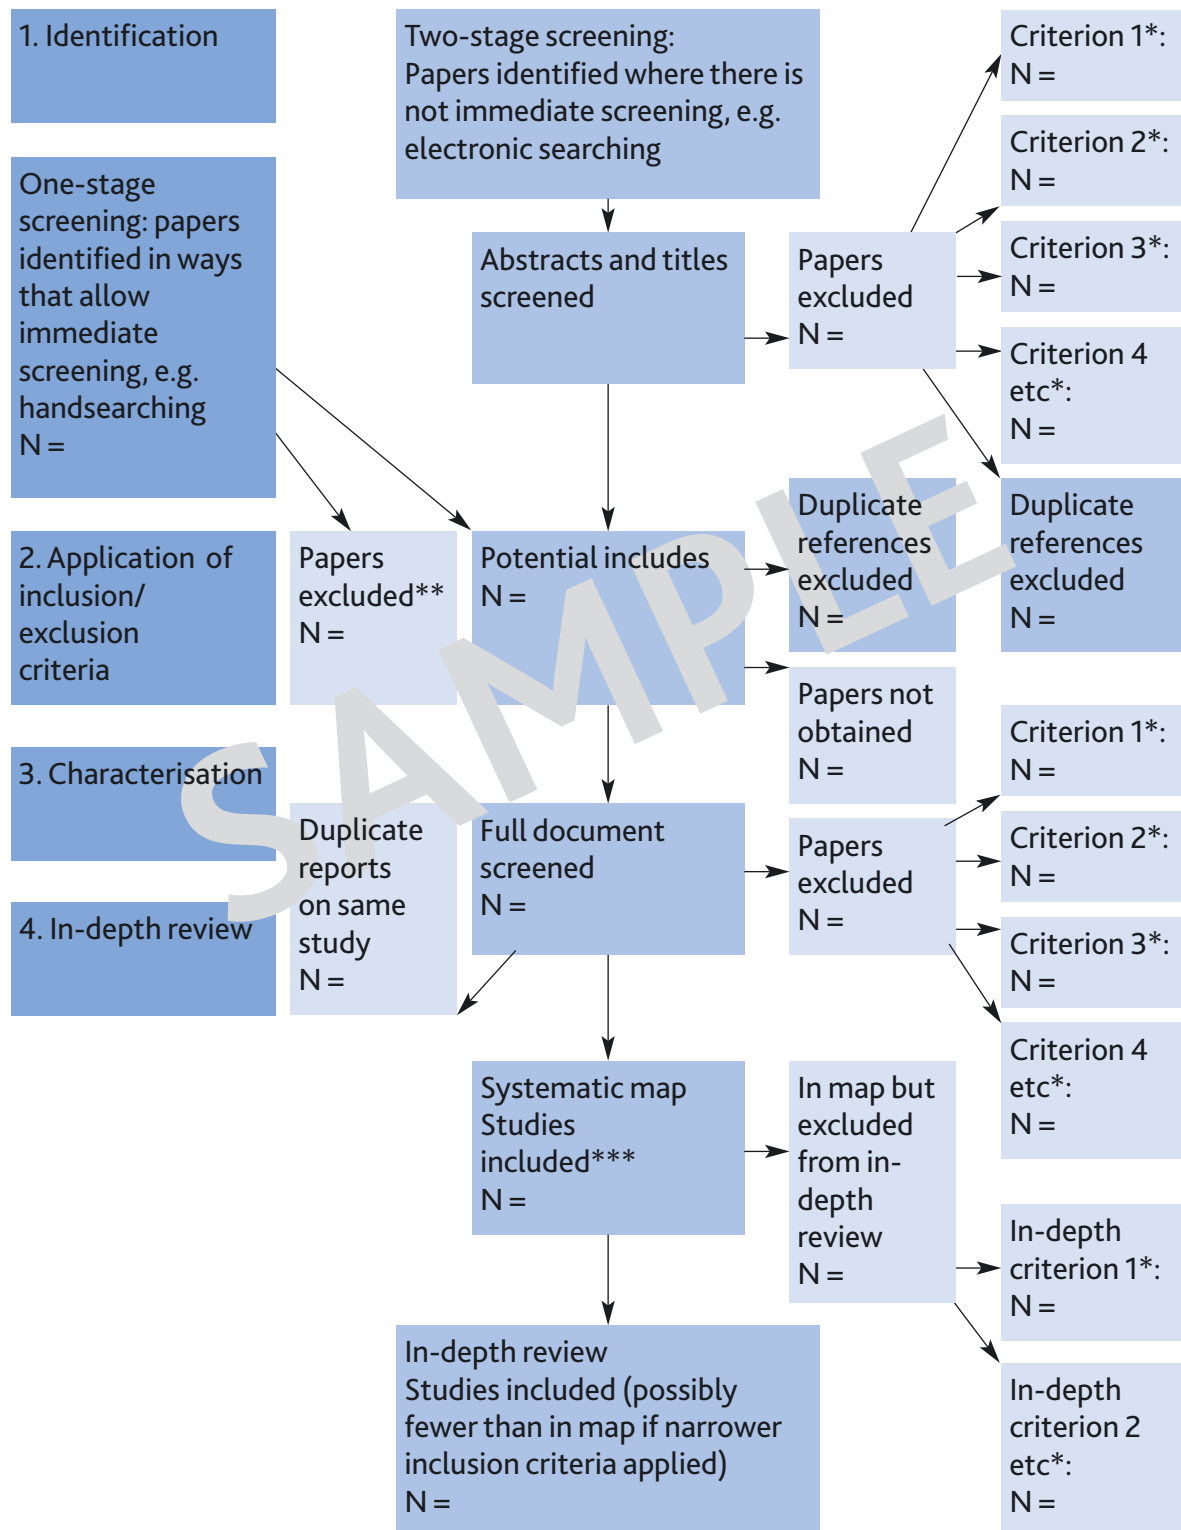 1. Identification
Two-stage screening:
Papers identified where there is
not immediate screening, e.g.
electronic searching
Criterion 1*:
N =
Criterion 2*:
N =
One-stage
screening: papers
identified in ways
that allow
immediate
screening, e.g.
handsearching
N =
Abstracts and titles
screened
Papers
excluded
N =
Criterion 3*:
N =
Criterion 4
etc*:
N =
Duplicate
references
excluded
N =
Duplicate
references
excluded
N =
2. Application of
inclusion/
exclusion
criteria
Papers
excluded**
N =
Potential includes
N =
Papers not
obtained
N =
SAMPLE
3. Characterisation
Duplicate
reports
on same
study
N =
Full document
screened
N =
Papers
excluded
N =
Criterion 1*:
N =
Criterion 2*:
N =
Criterion 3*:
N =
Criterion 4
etc*:
N =
4. In-depth review
Systematic map
Studies
included***
N =
In map but
excluded
from in-
depth
review
N =
In-depth
criterion 1*:
N =
In-depth
criterion 2
etc*:
N =
In-depth review
Studies included (possibly
fewer than in map if narrower
inclusion criteria applied)
N =